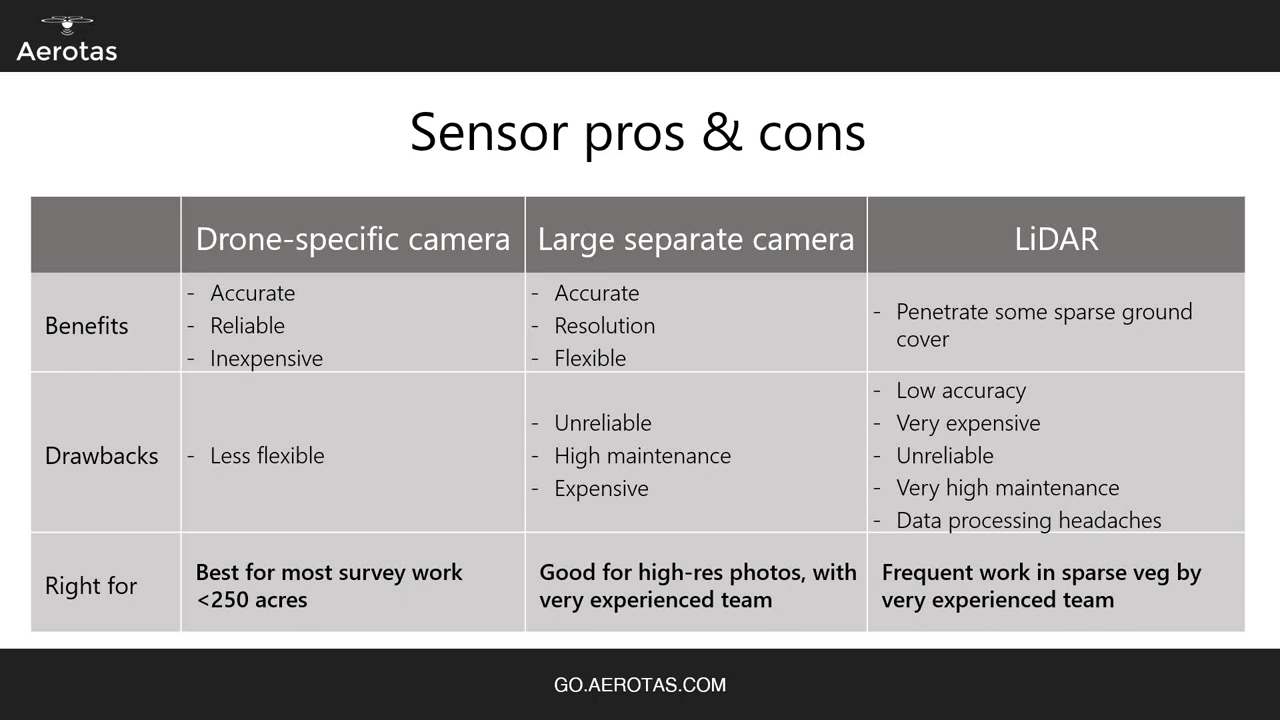 Aerotas
Sensor pros & cons
Drone-specific camera
Large separate camera
LiDAR
Benefits
- Accurate
- Reliable
- Inexpensive
- Accurate
- Resolution
- Flexible
- Penetrate some sparse ground
cover
Drawbacks
- Less flexible
- Unreliable
- High maintenance
- Expensive
- Low accuracy
- Very expensive
- Unreliable
- Very high maintenance
- Data processing headaches
Right for
Best for most survey work
<250 acres
Good for high-res photos, with
very experienced team
Frequent work in sparse veg by
very experienced team
GO.AEROTAS.COM